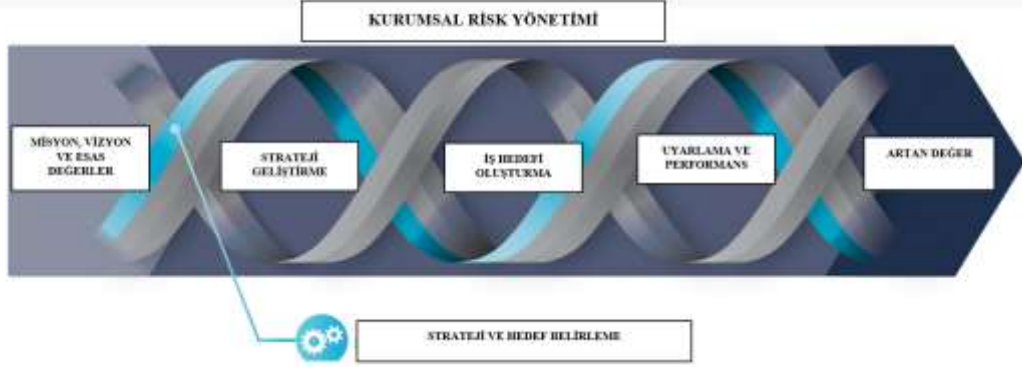 KURUMSAL RİSK YÖNETİMİ
MİSYON, VİZYON
VE ESAS
DEĞERLER
STRATEJİ
GELİŞTİRME
İŞ HEDEFİ
OLUŞTURMA
UYARLAMA VE
PERFORMANS
ARTAN DEĞER
STRATEJİ VE HEDEF BELİRLEME